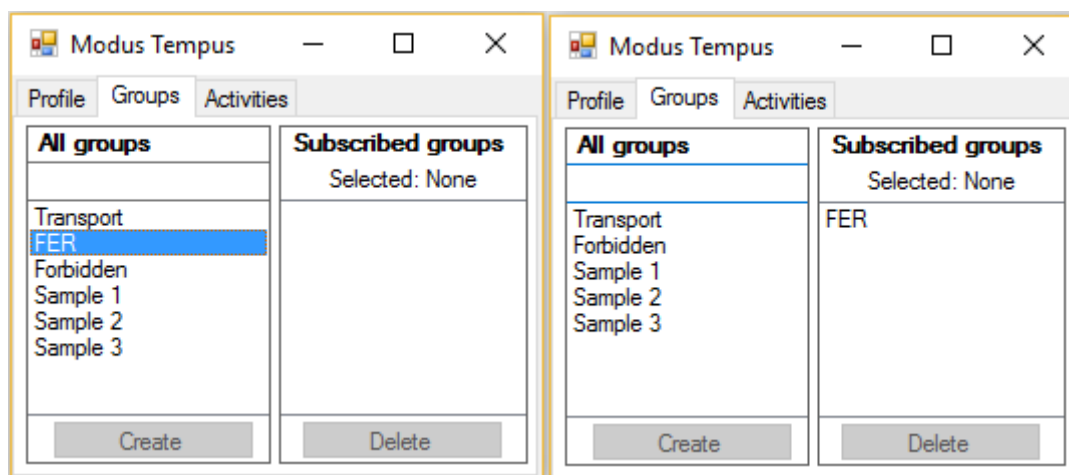 Modus Tempus
Profile Groups Activities
All groups
Transport
FER
Forbidden
Sample 1
Sample 2
Sample 3
Create
Subscribed groups
Selected: None
Delete
Modus Tempus
Profile Groups Activities
All groups
Transport
Forbidden
Sample 1
Sample 2
Sample 3
Create
Subscribed groups
Selected: None
FER
Delete